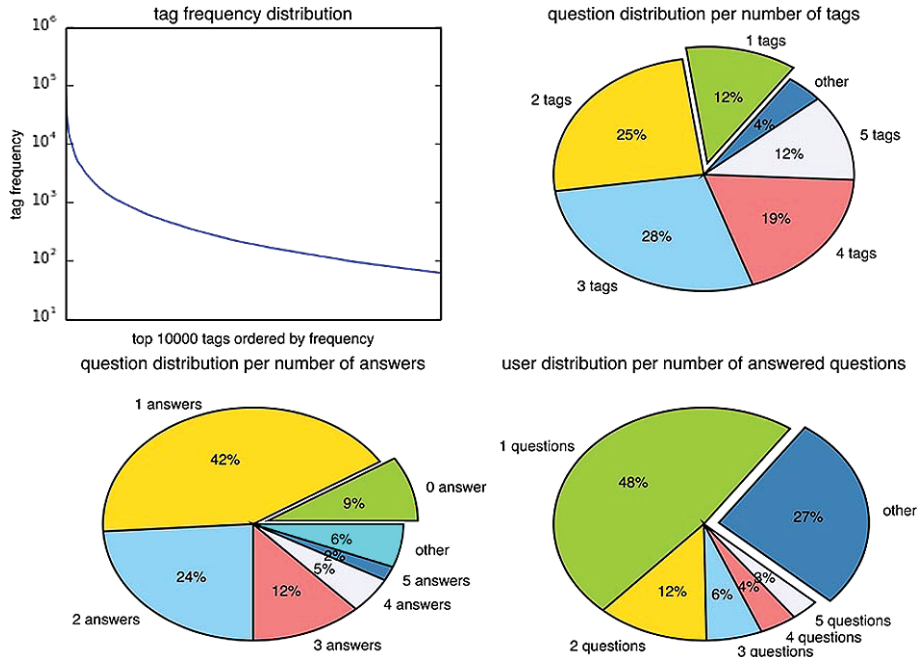 tag frequency distribution
10^6
10^5
10^4
10^3
10^2
10^1
tag frequency
top 10000 tags ordered by frequency
question distribution per number of tags
1 tags
12%
other
4%
5 tags
12%
4 tags
19%
3 tags
28%
2 tags
25%
question distribution per number of answers
1 answers
42%
0 answer
9%
other
6%
5 answers
2%
4 answers
5%
3 answers
12%
2 answers
24%
user distribution per number of answered questions
1 questions
48%
other
27%
5 questions
3%
4 questions
4%
3 questions
6%
2 questions
12%